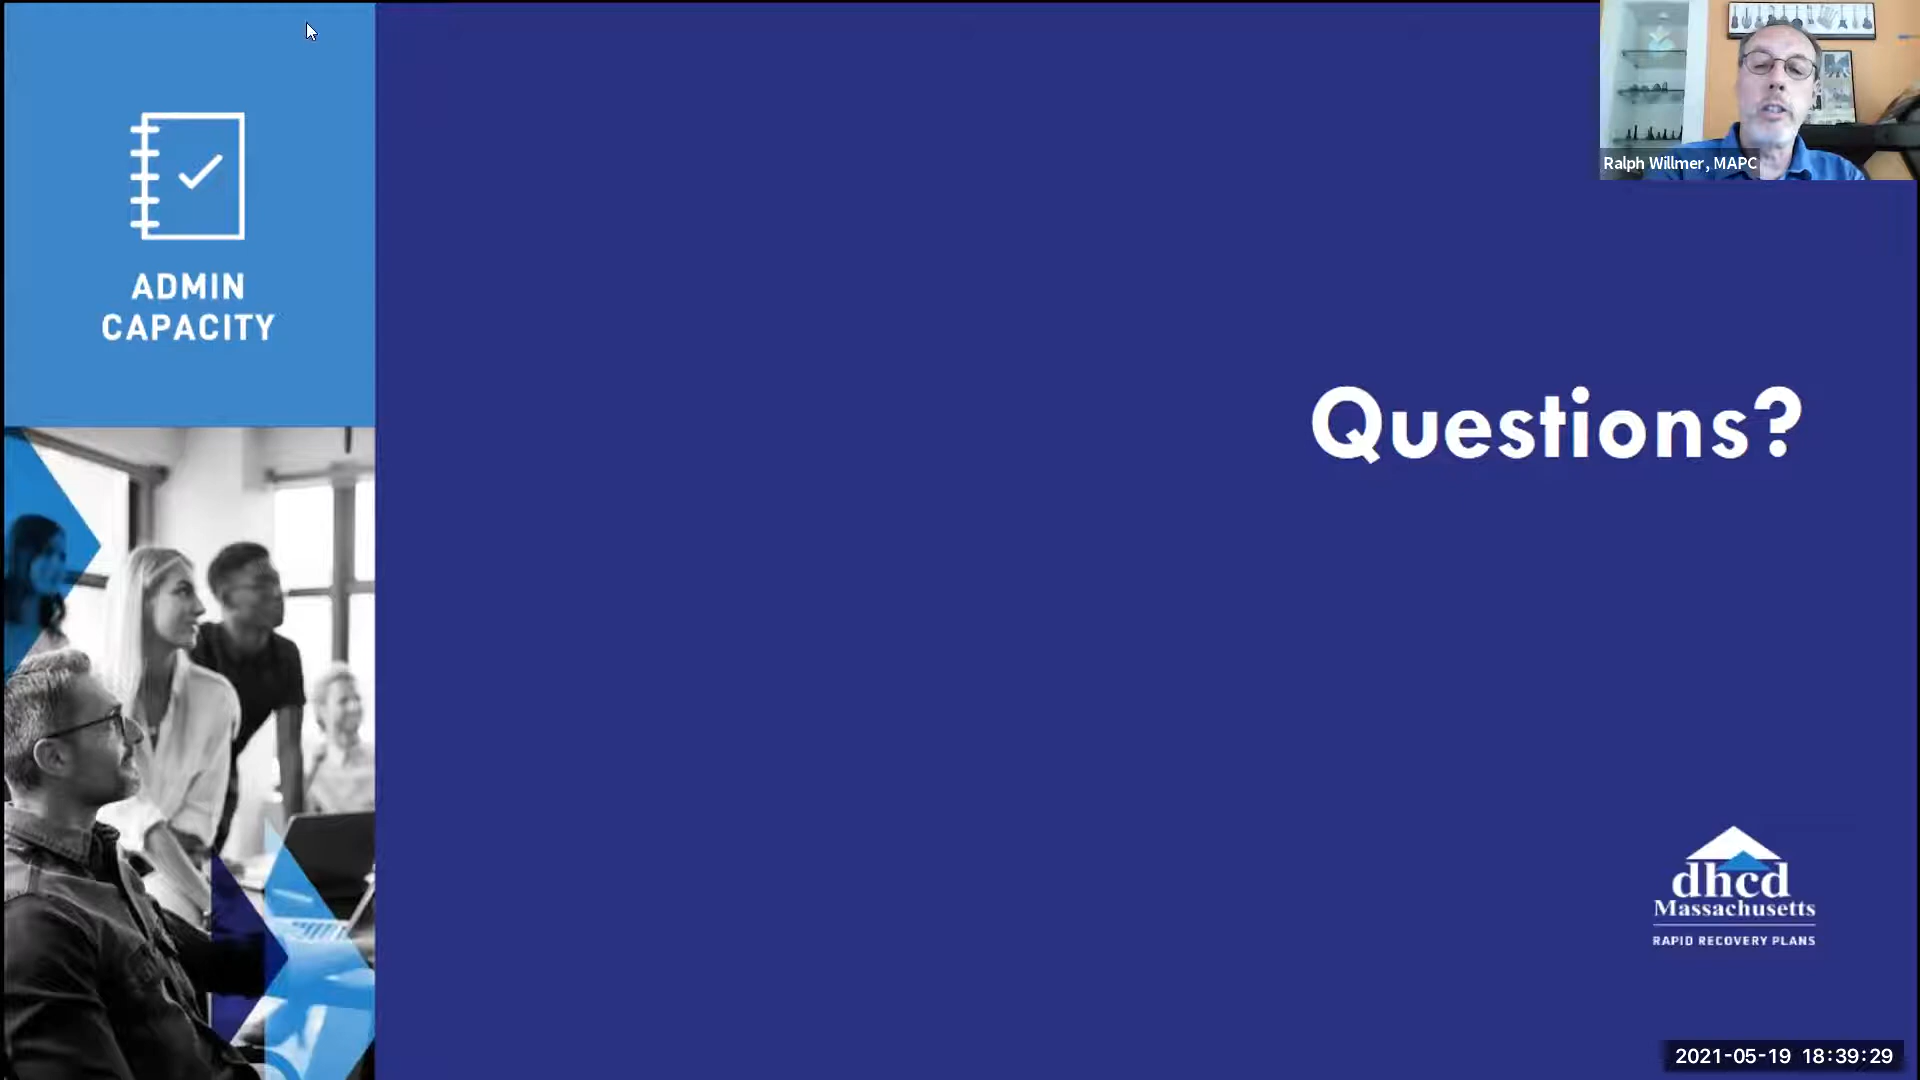 ADMIN
CAPACITY
Ralph Willmer, MAPC
Questions?
dhcd
Massachusetts
RAPID RECOVERY PLANS
2021-05-19 18:39:29